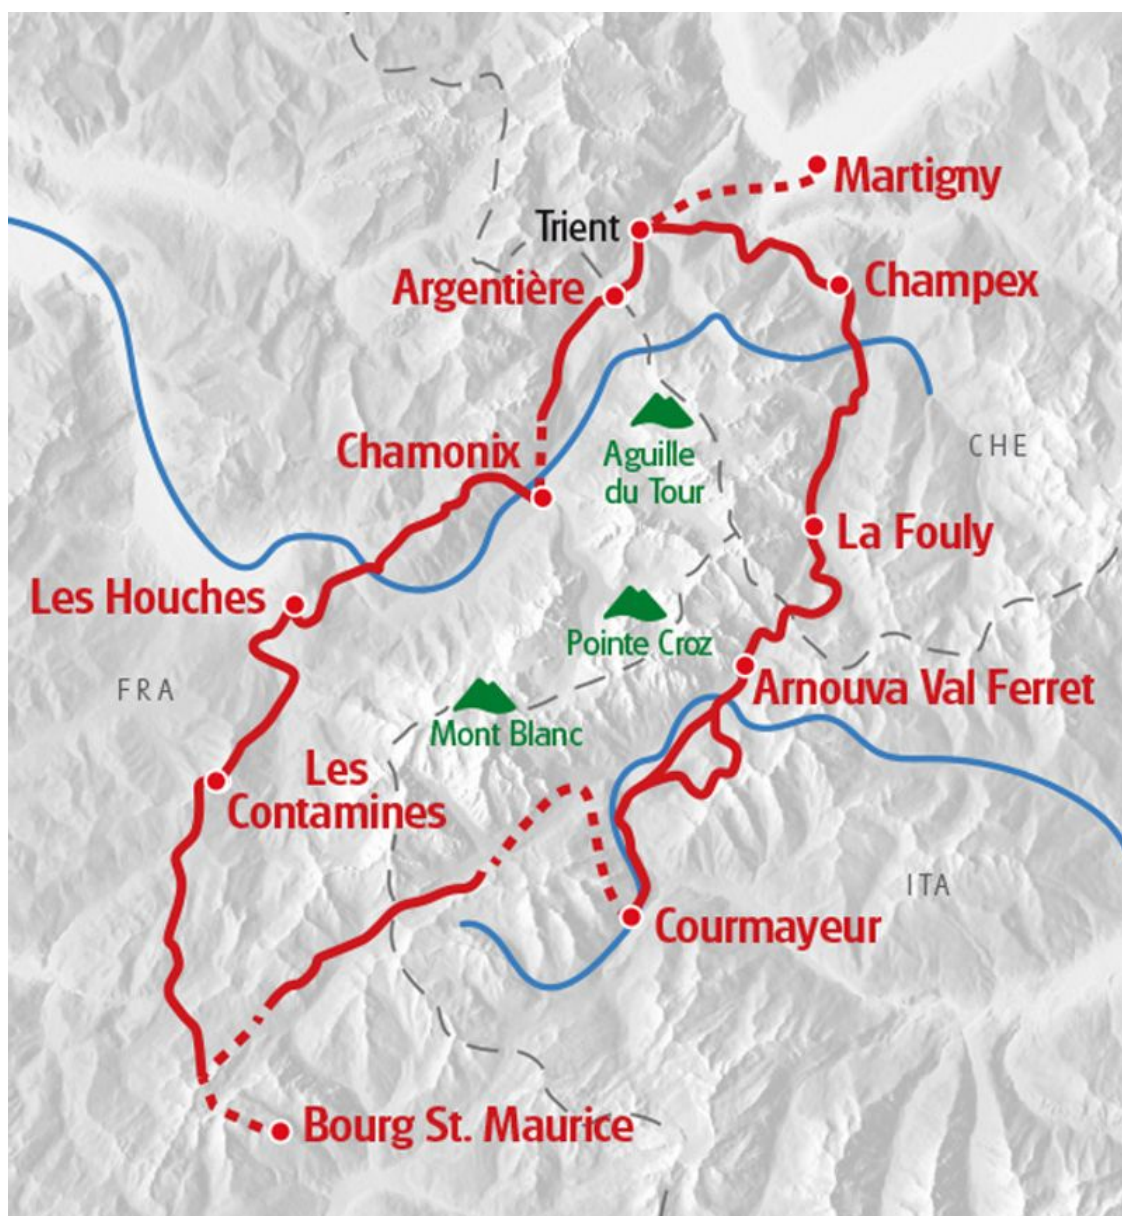 Martigny
Trient
Argentière
Champex
Chamonix
Aguille
du Tour
CHE
La Fouly
Les Houches
Pointe Croz
FRA
Arnouva Val Ferret
Mont Blanc
Les
Contamines
ITA
Courmayeur
Bourg St. Maurice